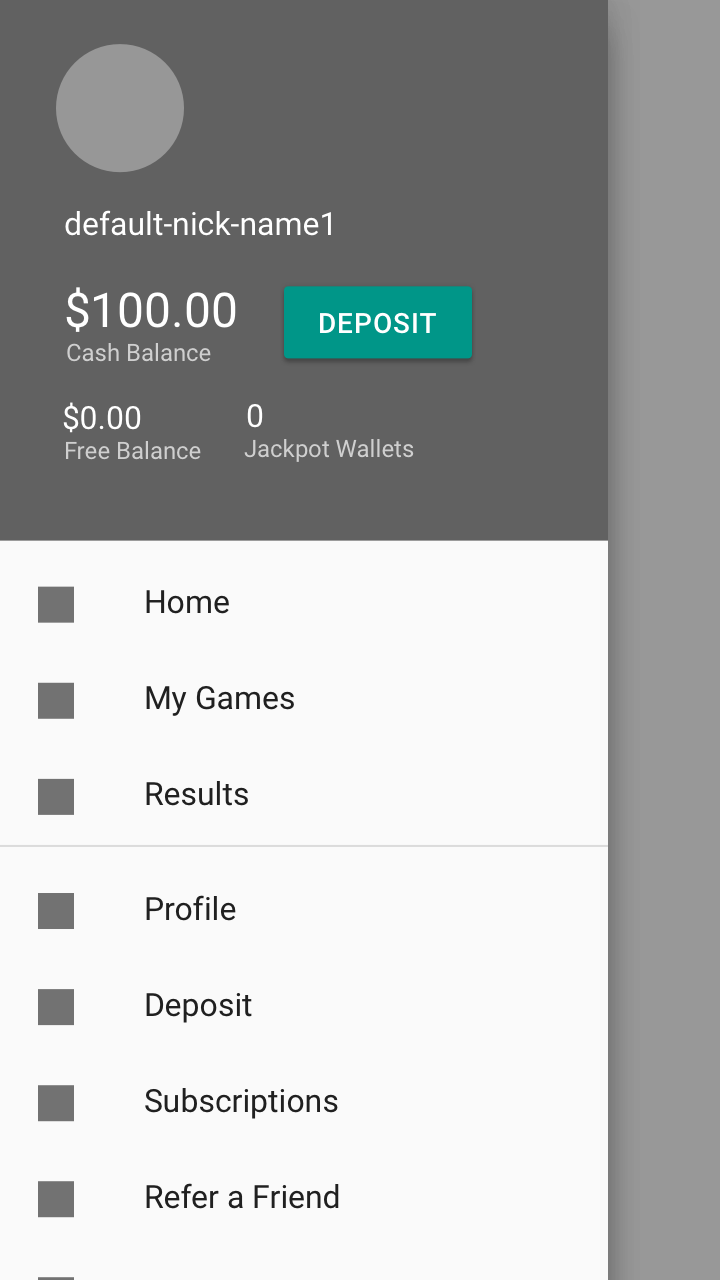 default-nick-name1
$100.00
DEPOSIT
Cash Balance
$0.00 0
Free Balance Jackpot Wallets
Home
My Games
Results
Profile
Deposit
Subscriptions
Refer a Friend